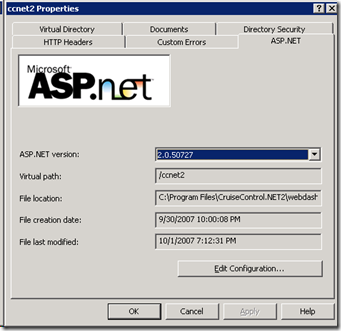 ccnet2 Properties
Virtual Directory Documents Directory Security
HTTP Headers Custom Errors ASP.NET
Microsoft
ASP.net
ASP.NET version: 2.0.50727
Virtual path: /ccnet2
File location: C:\Program Files\CruiseControl.NET2\webdash
File creation date: 9/30/2007 10:00:08 PM
File last modified: 10/1/2007 7:12:31 PM
Edit Configuration...
OK Cancel Apply Help